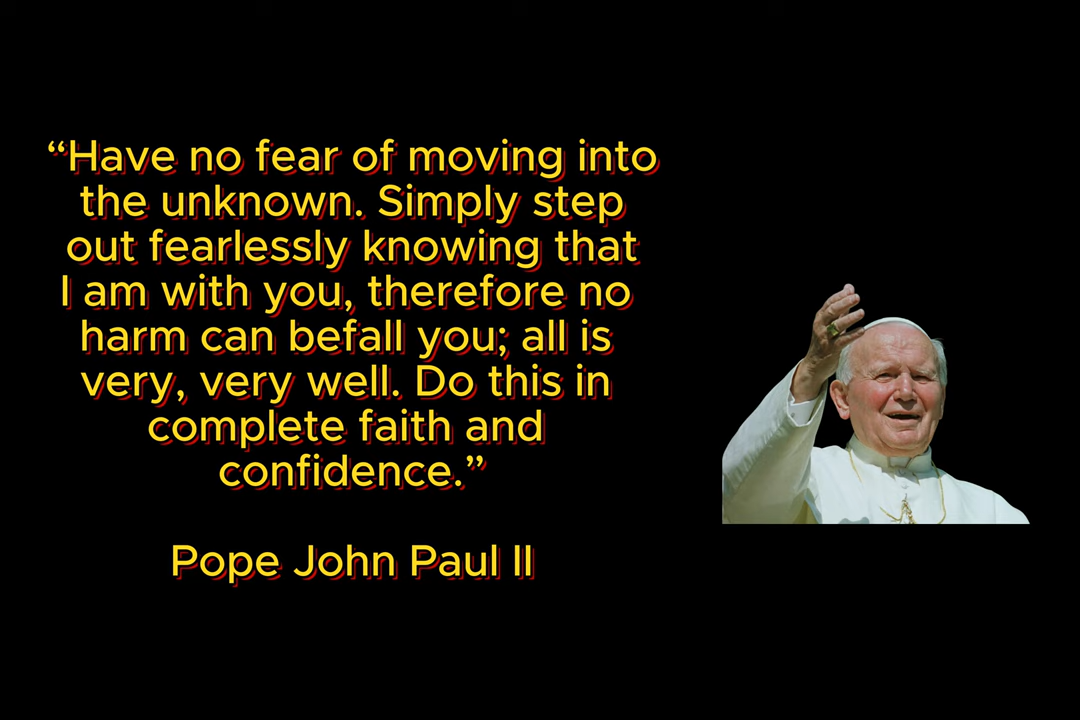 “Have no fear of moving into
the unknown. Simply step
out fearlessly knowing that
I am with you, therefore no
harm can befall you; all is
very, very well. Do this in
complete faith and
confidence.”
Pope John Paul II